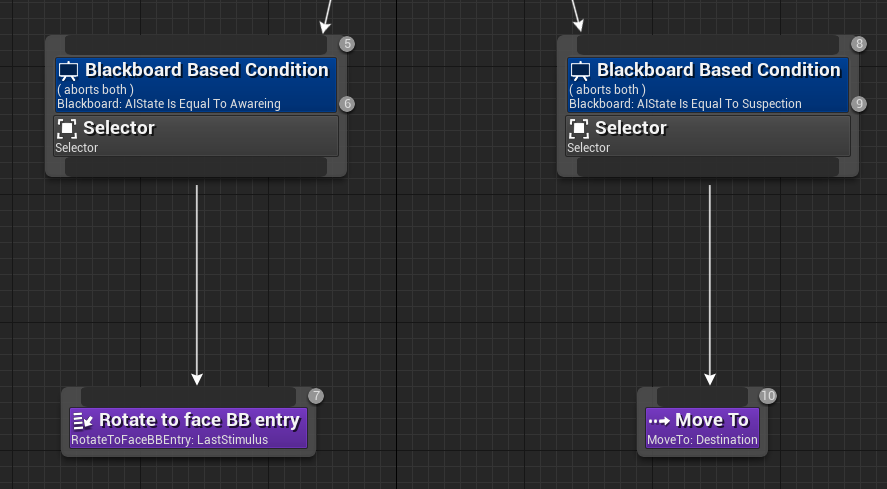 5
Blackboard Based Condition
( aborts both )
Blackboard: AIState Is Equal To Awareing
6
Selector
Selector
8
Blackboard Based Condition
( aborts both )
Blackboard: AIState Is Equal To Suspection
9
Selector
Selector
7
Rotate to face BB entry
RotateToFaceBBEntry: LastStimulus
10
Move To
MoveTo: Destination